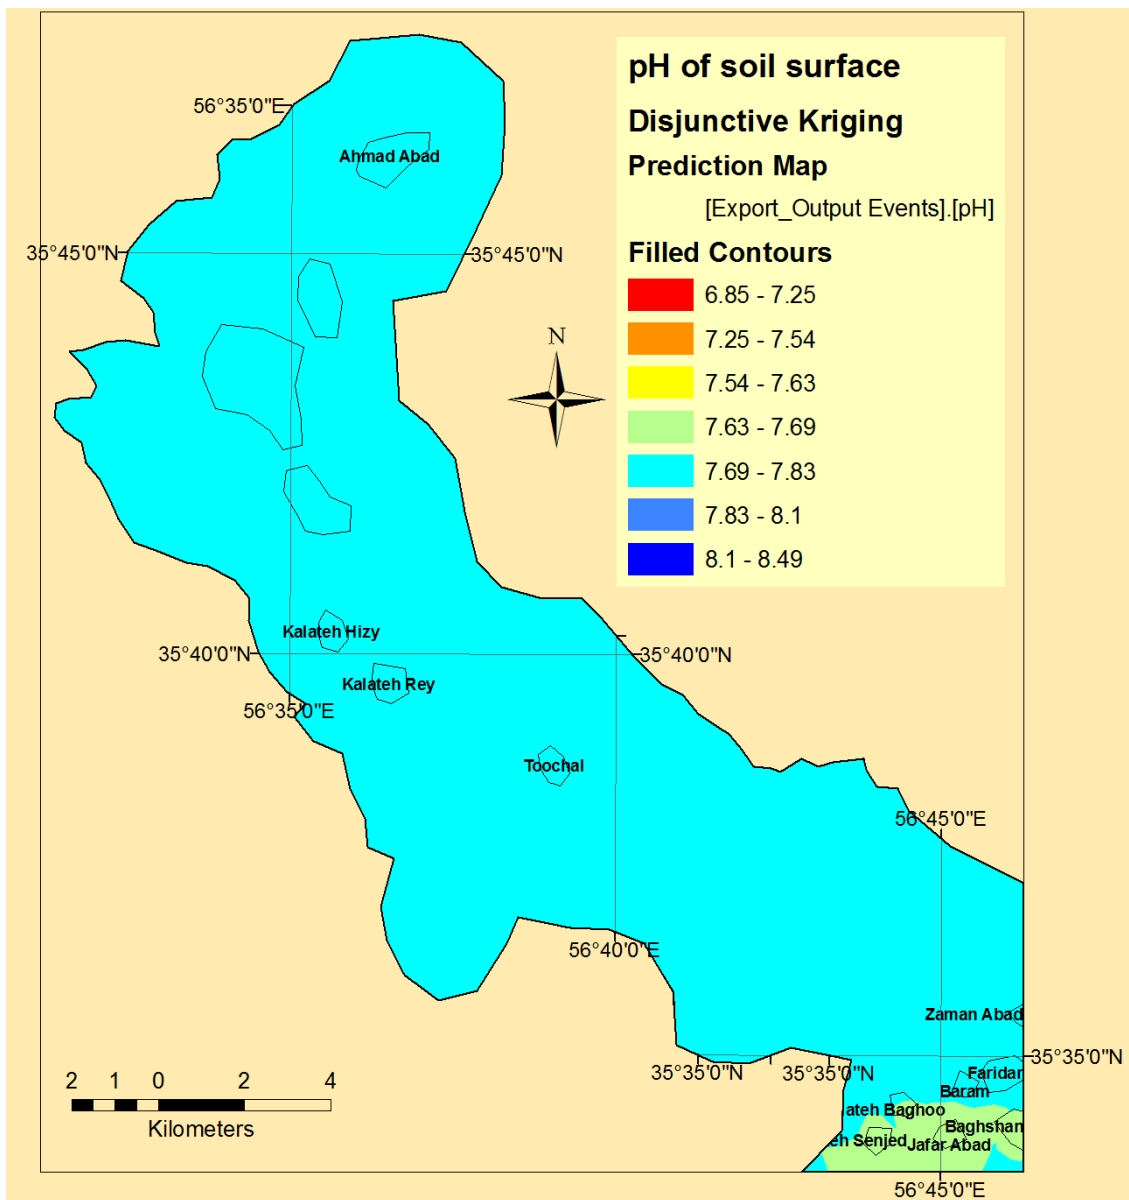 pH of soil surface
Disjunctive Kriging
Prediction Map
[Export_Output Events].[pH]
Filled Contours
6.85 - 7.25
7.25 - 7.54
7.54 - 7.63
7.63 - 7.69
7.69 - 7.83
7.83 - 8.1
8.1 - 8.49
56°35'0"E
Ahmad Abad
35°45'0"N
35°45'0"N
N
Kalateh Hizy
35°40'0"N
35°40'0"N
Kalateh Rey
56°35'0"E
Toochal
56°45'0"E
56°40'0"E
Zaman Abad
35°35'0"N
35°35'0"N
35°35'0"N
Faridar
Baram
ateh Baghoo
Baghshan
eh Senjed
Jafar Abad
56°45'0"E
2 1 0 2 4
Kilometers